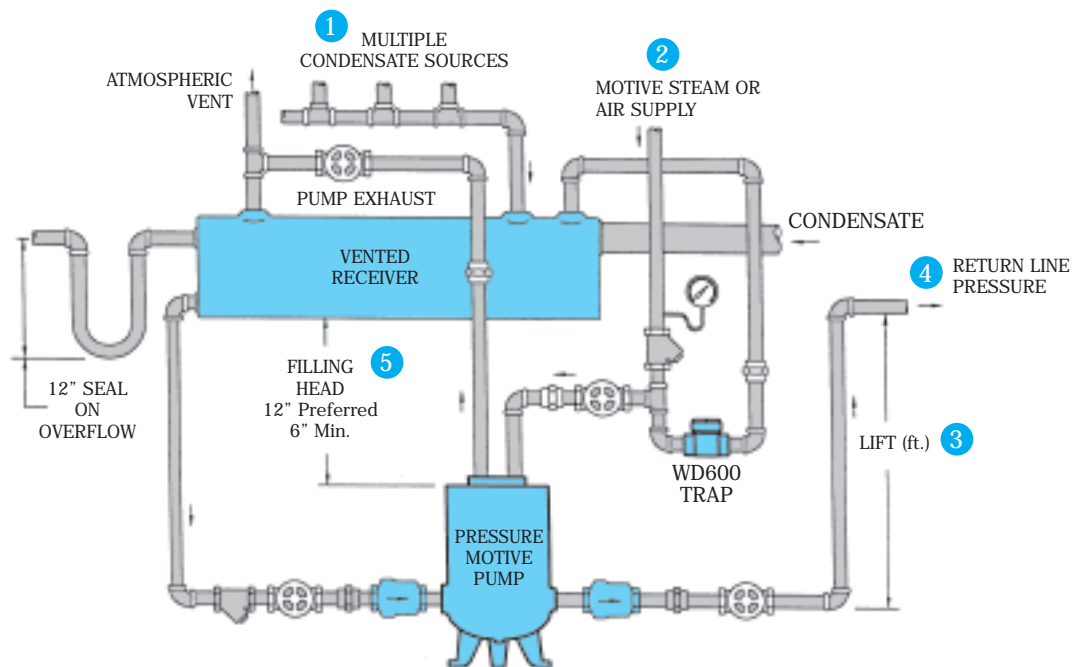 1
MULTIPLE
CONDENSATE SOURCES
2
MOTIVE STEAM OR
AIR SUPPLY
ATMOSPHERIC
VENT
PUMP EXHAUST
CONDENSATE
VENTED
RECEIVER
4
RETURN LINE
PRESSURE
FILLING
HEAD
12” Preferred
6” Min.
5
12” SEAL
ON
OVERFLOW
LIFT (ft.)
3
WD600
TRAP
PRESSURE
MOTIVE
PUMP